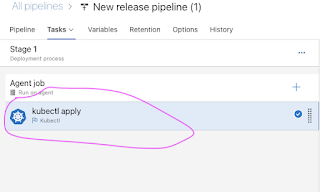 All pipelines > New release pipeline (1)
Pipeline Tasks Variables Retention Options History
Stage 1
Deployment process
Agent job
Run on agent
kubectl apply
Kubectl